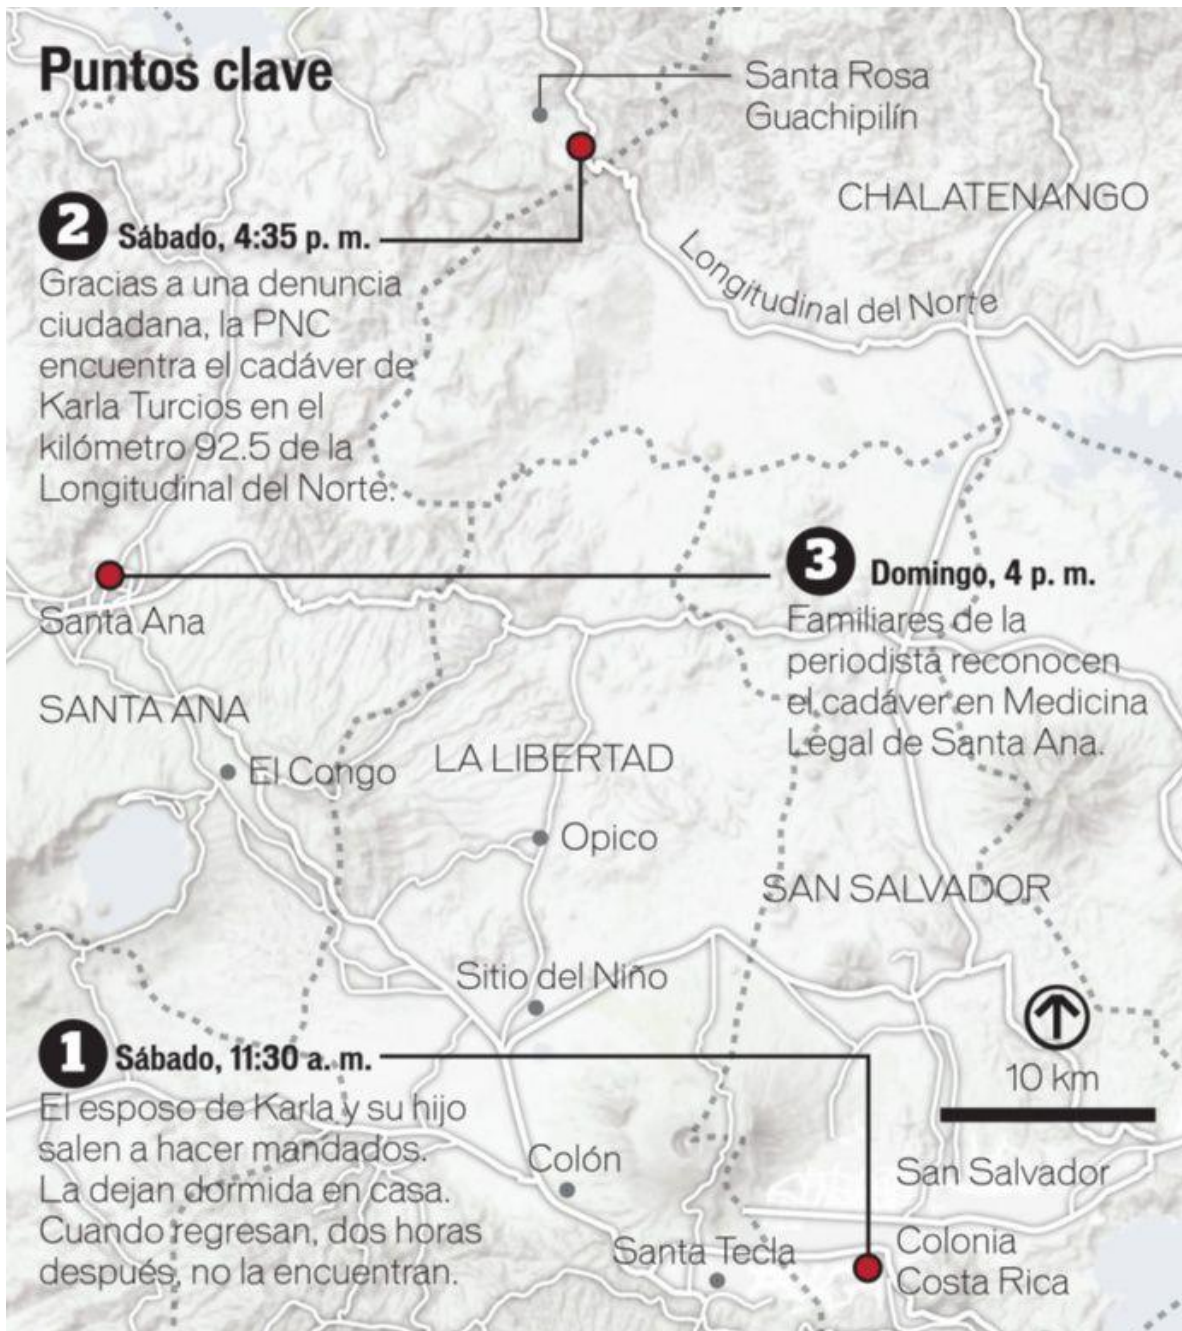 Puntos clave
Santa Rosa
Guachipilín
CHALATENANGO
Longitudinal del Norte
2 Sábado, 4:35 p. m.
Gracias a una denuncia
ciudadana, la PNC
encuentra el cadáver de
Karla Turcios en el
kilómetro 92.5 de la
Longitudinal del Norte.
3 Domingo, 4 p. m.
Familiares de la
periodista reconocen
el cadáver en Medicina
Legal de Santa Ana.
Santa Ana
SANTA ANA
El Congo
LA LIBERTAD
Opico
SAN SALVADOR
Sitio del Niño
1 Sábado, 11:30 a. m.
El esposo de Karla y su hijo
salen a hacer mandados.
La dejan dormida en casa.
Cuando regresan, dos horas
después, no la encuentran.
10 km
Colón
San Salvador
Santa Tecla
Colonia
Costa Rica